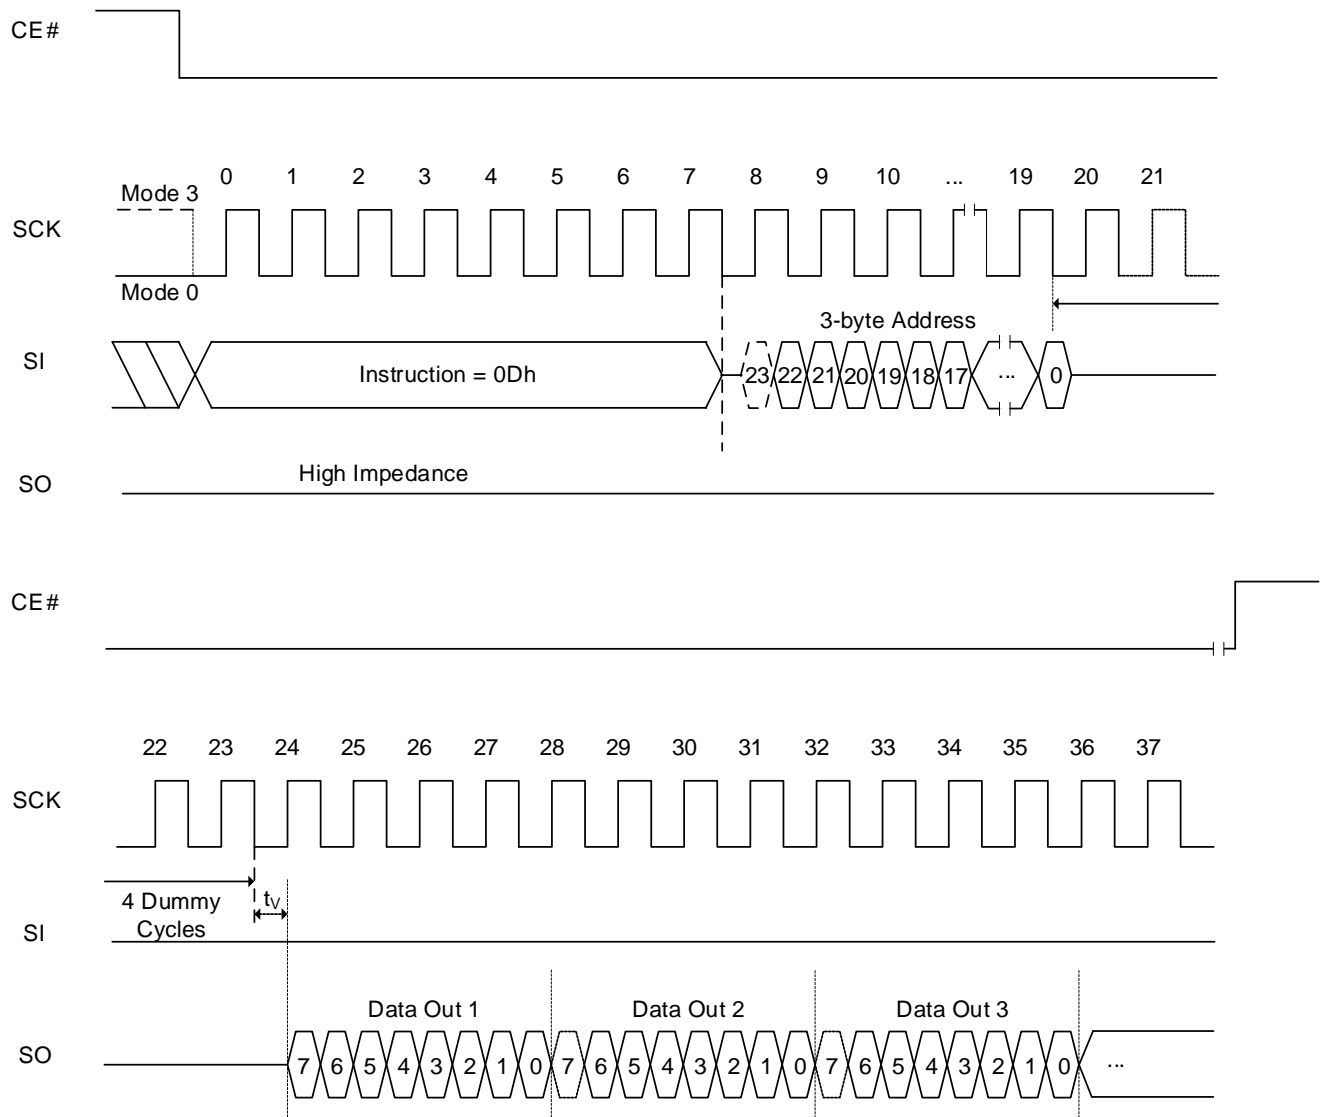 CE#
0 1 2 3 4 5 6 7 8 9 10 ... 19 20 21
Mode 3
SCK
Mode 0
3-byte Address
SI
Instruction = 0Dh
23 22 21 20 19 18 17 ... 0
High Impedance
SO
CE#
22 23 24 25 26 27 28 29 30 31 32 33 34 35 36 37
SCK
4 Dummy
Cycles
tV
SI
Data Out 1 Data Out 2 Data Out 3
SO
7 6 5 4 3 2 1 0 7 6 5 4 3 2 1 0 7 6 5 4 3 2 1 0 ...